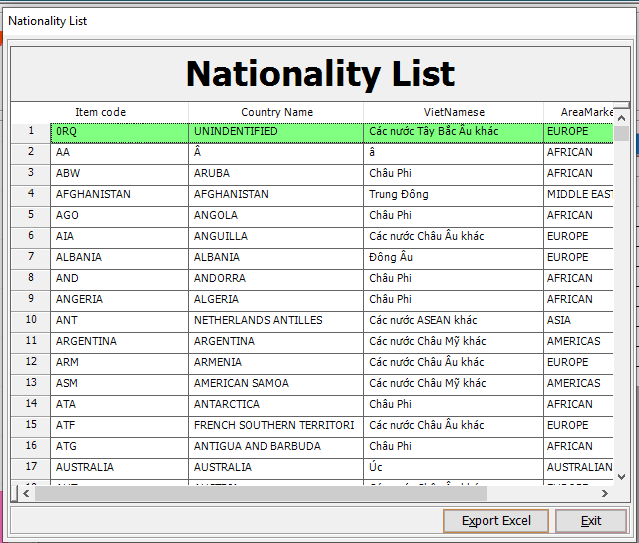 Nationality List
Nationality List
Item code Country Name VietNamese AreaMarke
1 0RQ UNINDENTIFIED Các nước Tây Bắc Âu khác EUROPE
2 AA Â â AFRICAN
3 ABW ARUBA Châu Phi AFRICAN
4 AFGHANISTAN AFGHANISTAN Trung Đông MIDDLE EAST
5 AGO ANGOLA Châu Phi AFRICAN
6 AIA ANGUILLA Các nước Châu Âu khác EUROPE
7 ALBANIA ALBANIA Đông Âu EUROPE
8 AND ANDORRA Châu Phi AFRICAN
9 ANGERIA ALGERIA Châu Phi AFRICAN
10 ANT NETHERLANDS ANTILLES Các nước ASEAN khác ASIA
11 ARGENTINA ARGENTINA Các nước Châu Mỹ khác AMERICAS
12 ARM ARMENIA Các nước Châu Âu khác EUROPE
13 ASM AMERICAN SAMOA Các nước Châu Mỹ khác AMERICAS
14 ATA ANTARCTICA Châu Phi AFRICAN
15 ATF FRENCH SOUTHERN TERRITORI Các nước Châu Âu khác EUROPE
16 ATG ANTIGUA AND BARBUDA Châu Phi AFRICAN
17 AUSTRALIA AUSTRALIA Úc AUSTRALIAN
Export Excel Exit